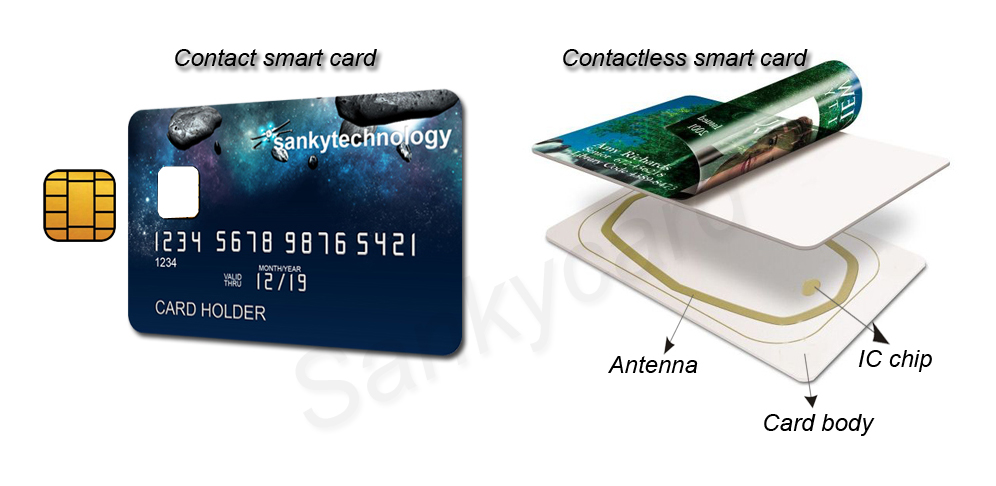 Contact smart card
sankytechnology
1234 5678 9876 5421
1234
MONTH/YEAR
VALID
THRU
12/19
CARD HOLDER
Contactless smart card
Amy Richards
Antenna
IC chip
Card body
Sankycard